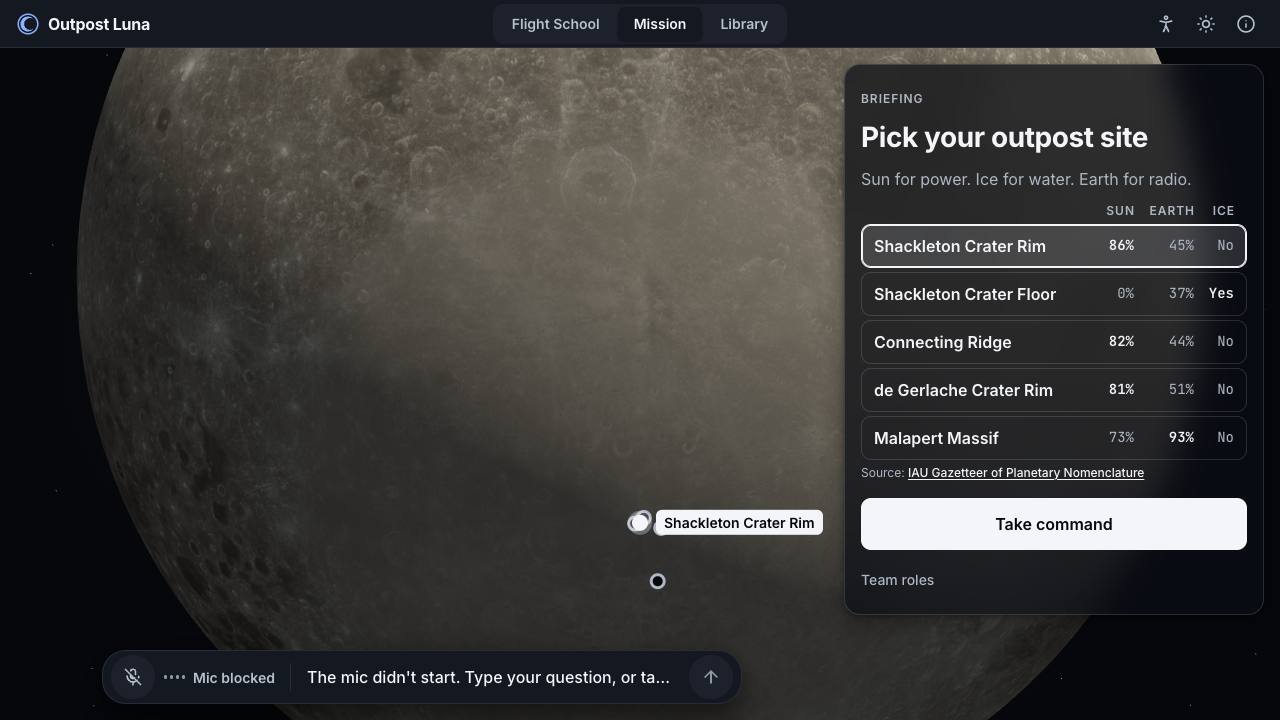 Outpost Luna
Flight School Mission Library
BRIEFING
Pick your outpost site
Sun for power. Ice for water. Earth for radio.
SUN EARTH ICE
Shackleton Crater Rim 86% 45% No
Shackleton Crater Floor 0% 37% Yes
Connecting Ridge 82% 44% No
de Gerlache Crater Rim 81% 51% No
Malapert Massif 73% 93% No
Source: IAU Gazetteer of Planetary Nomenclature
Take command
Team roles
Shackleton Crater Rim
Mic blocked
The mic didn't start. Type your question, or ta...